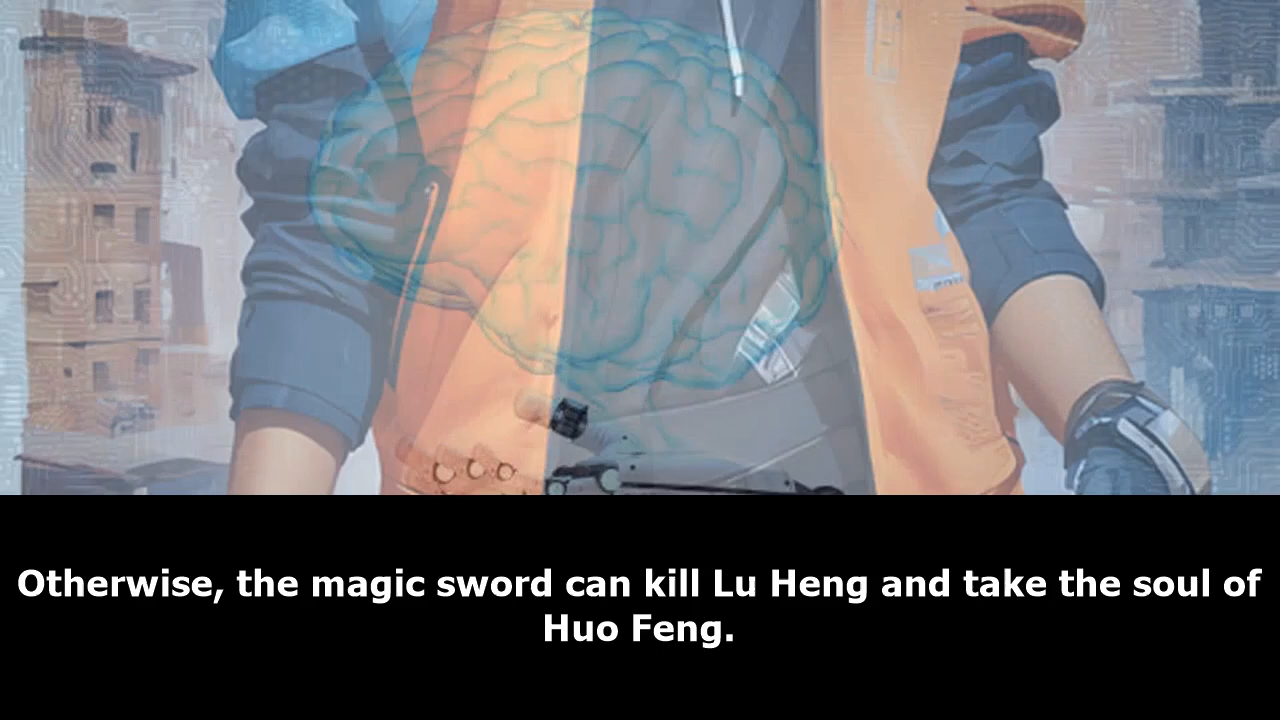 Otherwise, the magic sword can kill Lu Heng and take the soul of
Huo Feng.